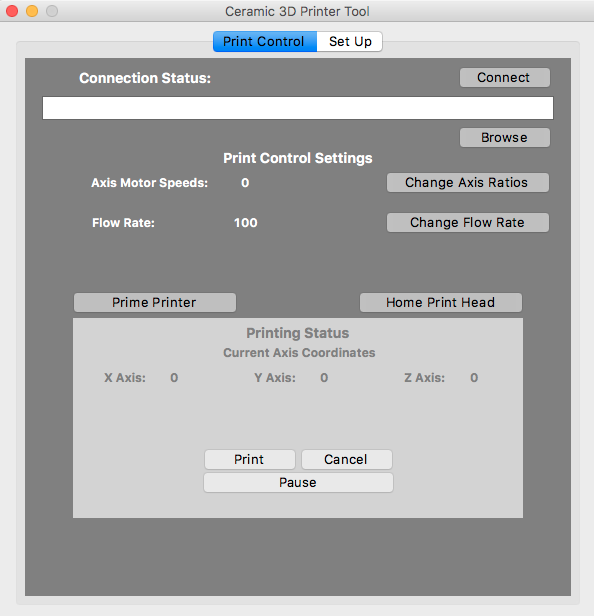 Ceramic 3D Printer Tool
Print Control Set Up
Connection Status: Connect
Browse
Print Control Settings
Axis Motor Speeds: 0 Change Axis Ratios
Flow Rate: 100 Change Flow Rate
Prime Printer Home Print Head
Printing Status
Current Axis Coordinates
X Axis: 0 Y Axis: 0 Z Axis: 0
Print Cancel
Pause